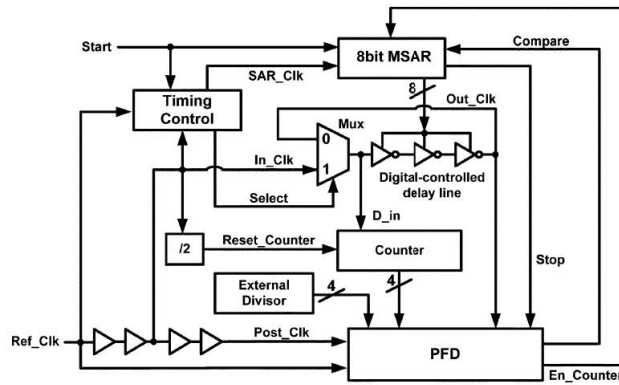 Start
8bit MSAR
Compare
SAR_Clk
8
Out_Clk
Timing
Control
Mux
0
In_Clk
1
Digital-controlled
delay line
Select
D_in
/2
Reset_Counter
Counter
Stop
External
Divisor
4
4
Ref_Clk
Post_Clk
PFD
En_Counter